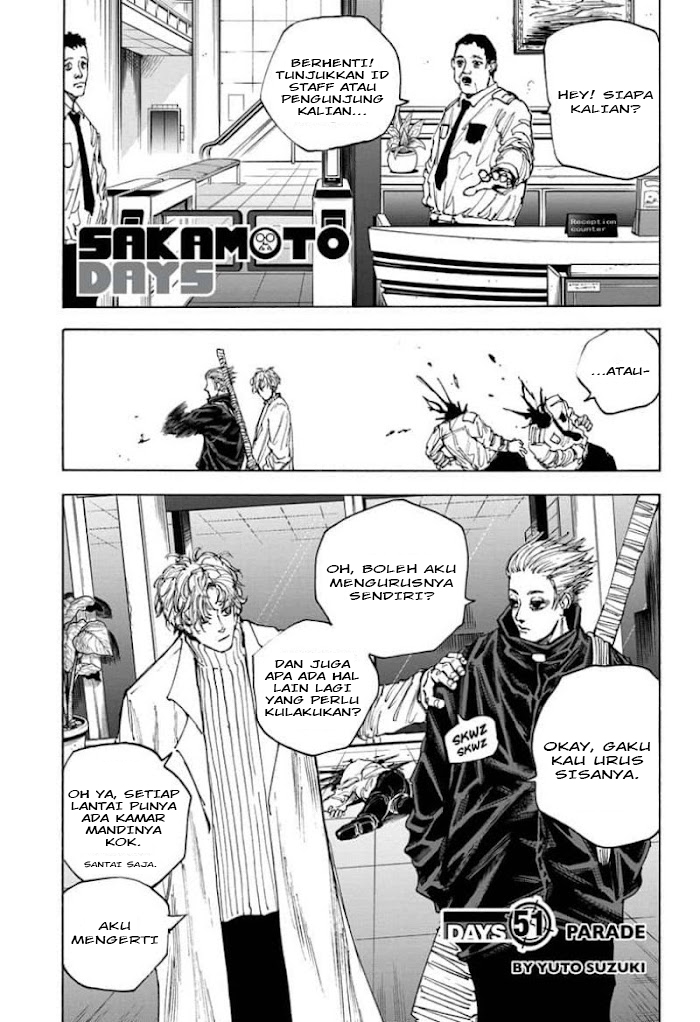 HEY! SIAPA
KALIAN?
BERHENTI!
TUNJUKKAN ID
STAFF ATAU
PENGUNJUNG
KALIAN...
Reception
counter
SAKAMOTO
DAYS
...ATAU-
OH, BOLEH AKU
MENGURUSNYA
SENDIRI?
DAN JUGA
APA ADA HAL
LAIN LAGI
YANG PERLU
KULAKUKAN?
SKWZ
SKWZ
OKAY, GAKU
KAU URUS
SISANYA.
OH YA, SETIAP
LANTAI PUNYA
ADA KAMAR
MANDINYA
KOK.
SANTAI SAJA.
AKU
MENGERTI
DAYS 51 PARADE
BY YUTO SUZUKI